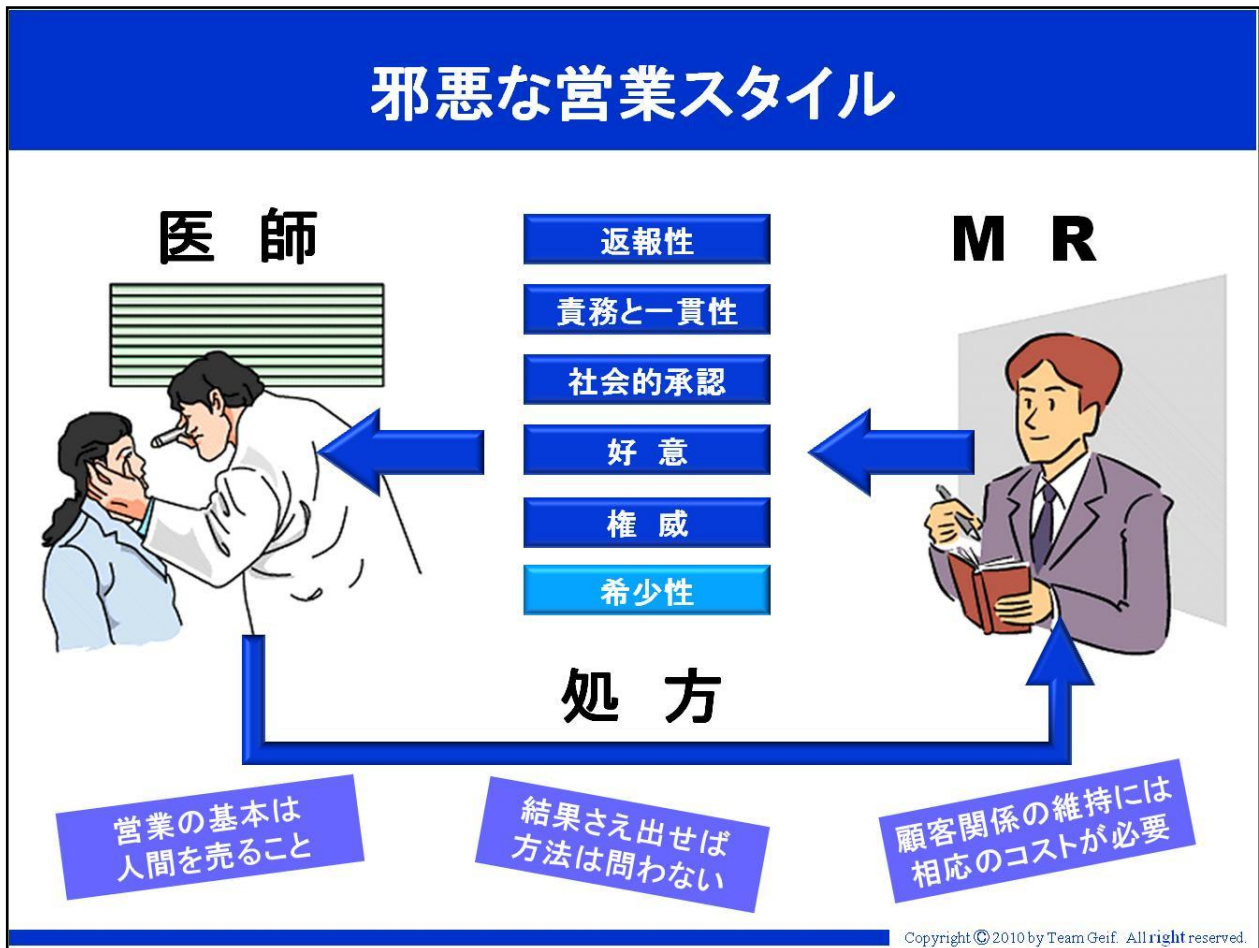 邪悪な営業スタイル
医 師
M R
返報性
責務と一貫性
社会的承認
好 意
権 威
希少性
処 方
営業の基本は
人間を売ること
結果さえ出せば
方法は問わない
顧客関係の維持には
相応のコストが必要
Copyright © 2010 by Team Geif. All right reserved.